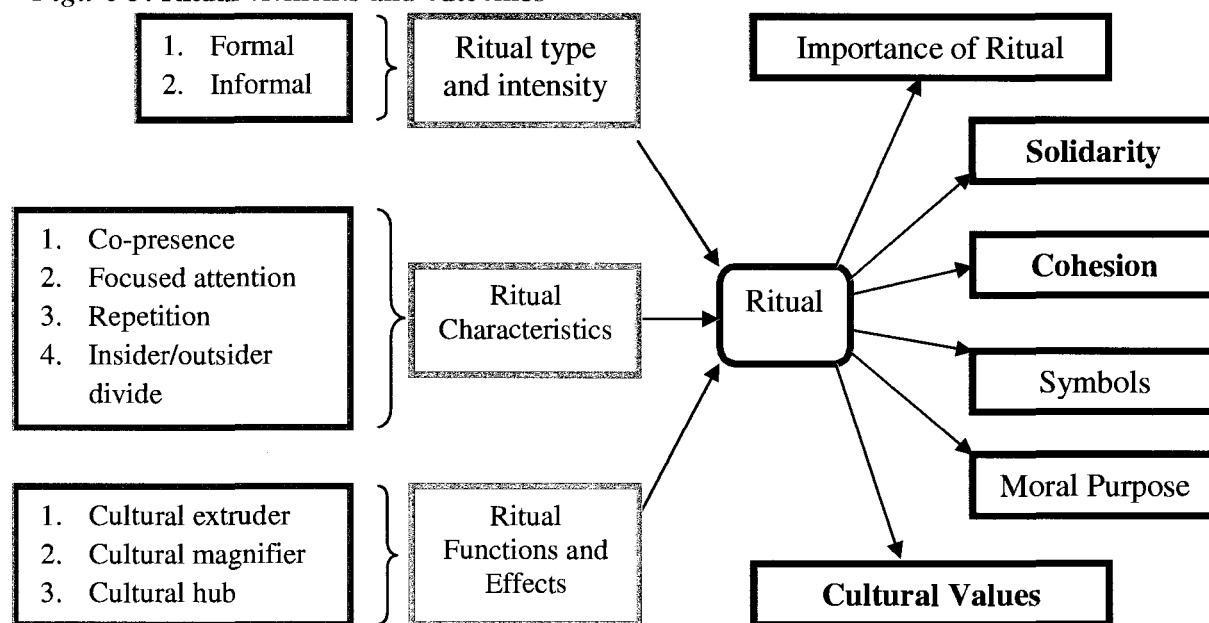 1. Formal
2. Informal
Ritual type
and intensity
Importance of Ritual
Solidarity
1. Co-presence
2. Focused attention
3. Repetition
4. Insider/outsider
divide
Ritual
Characteristics
Ritual
Cohesion
Symbols
Moral Purpose
1. Cultural extruder
2. Cultural magnifier
3. Cultural hub
Ritual
Functions and
Effects
Cultural Values